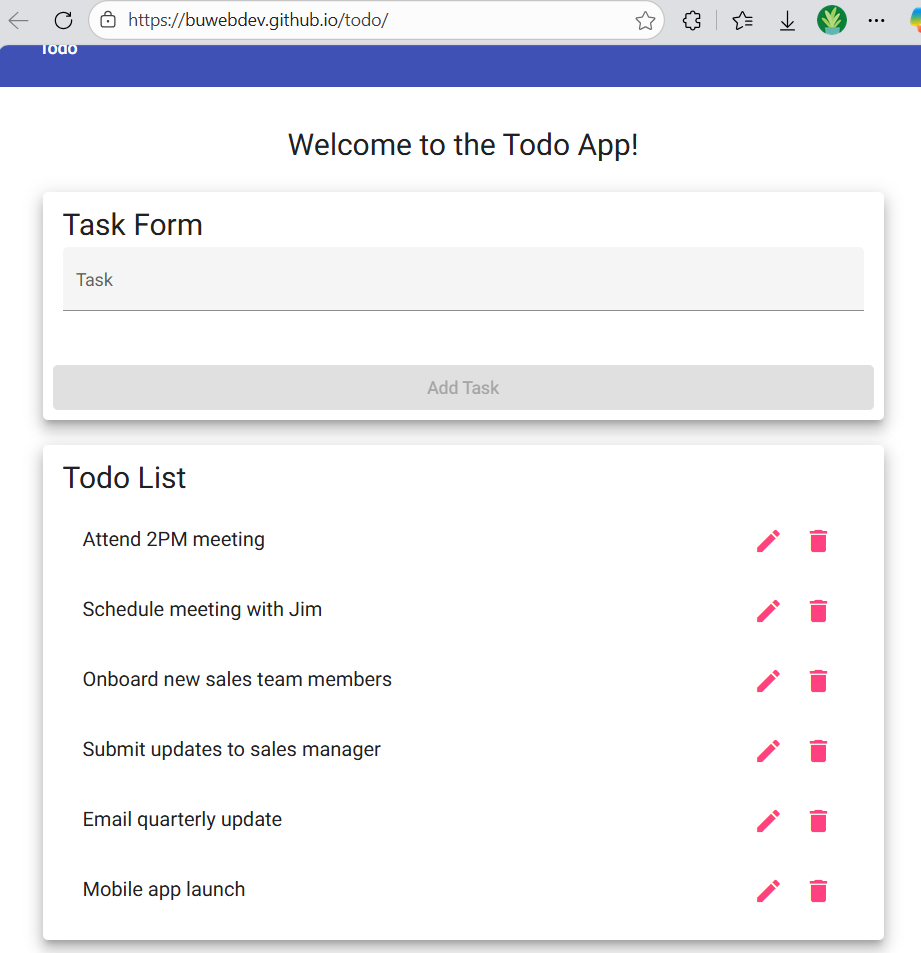 https://buwebdev.github.io/todo/
Todo
Welcome to the Todo App!
Task Form
Task
Add Task
Todo List
Attend 2PM meeting
Schedule meeting with Jim
Onboard new sales team members
Submit updates to sales manager
Email quarterly update
Mobile app launch